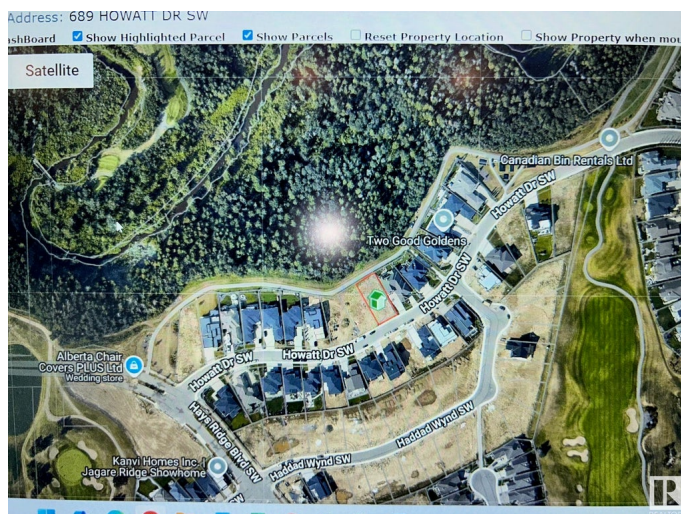 Address: 689 HOWATT DR SW
ashBoard
Show Highlighted Parcel
Show Parcels
Reset Property Location
Show Property when mou
Satellite
Canadian Bin Rentals Ltd
Howatt Dr SW
Two Good Goldens
Howatt Dr SW
Alberta Chair
Covers PLUS Ltd
Wedding store
Howatt Dr SW
Howatt Dr SW
Hays Ridge Blvd SW
Haddad Wynd SW
Haddad Wynd SW
Kanvi Homes Inc. |
Jagare Ridge Showhome
SW